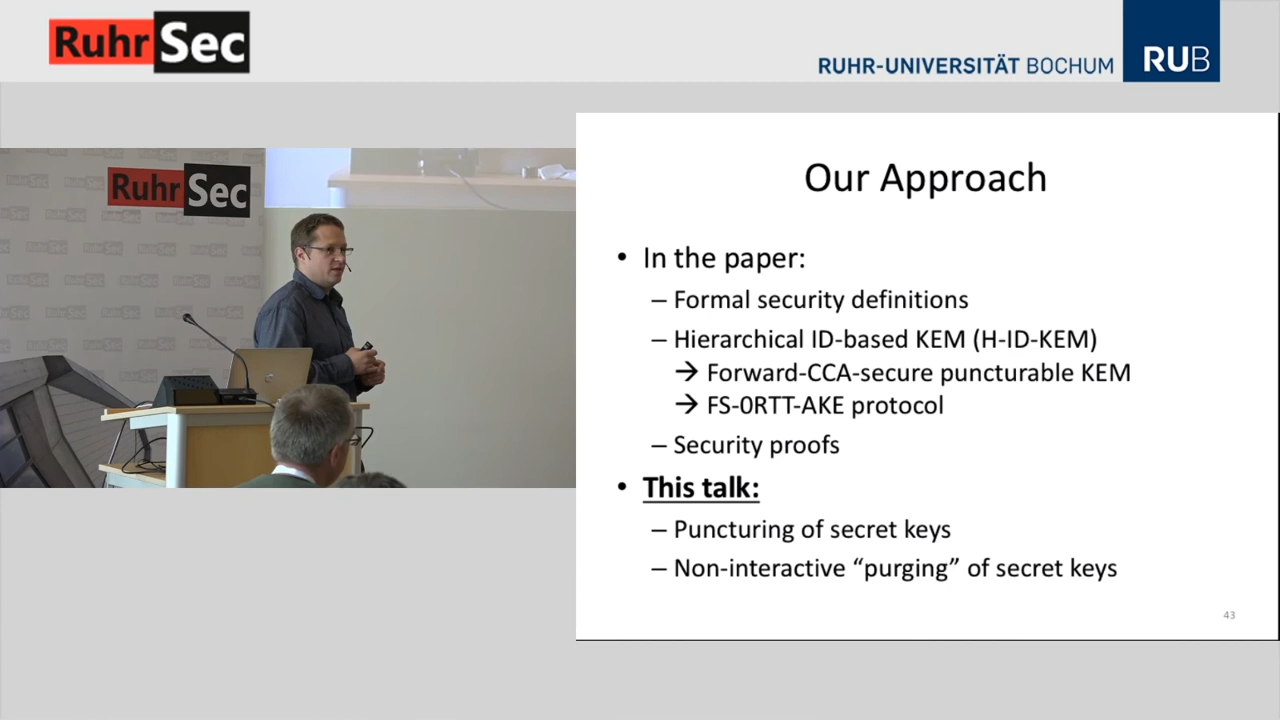 RuhrSec
RUHR-UNIVERSITÄT BOCHUM
RUB
RuhrSec
Our Approach
• In the paper:
– Formal security definitions
– Hierarchical ID-based KEM (H-ID-KEM)
→ Forward-CCA-secure puncturable KEM
→ FS-0RTT-AKE protocol
– Security proofs
• This talk:
– Puncturing of secret keys
– Non-interactive “purging” of secret keys
43